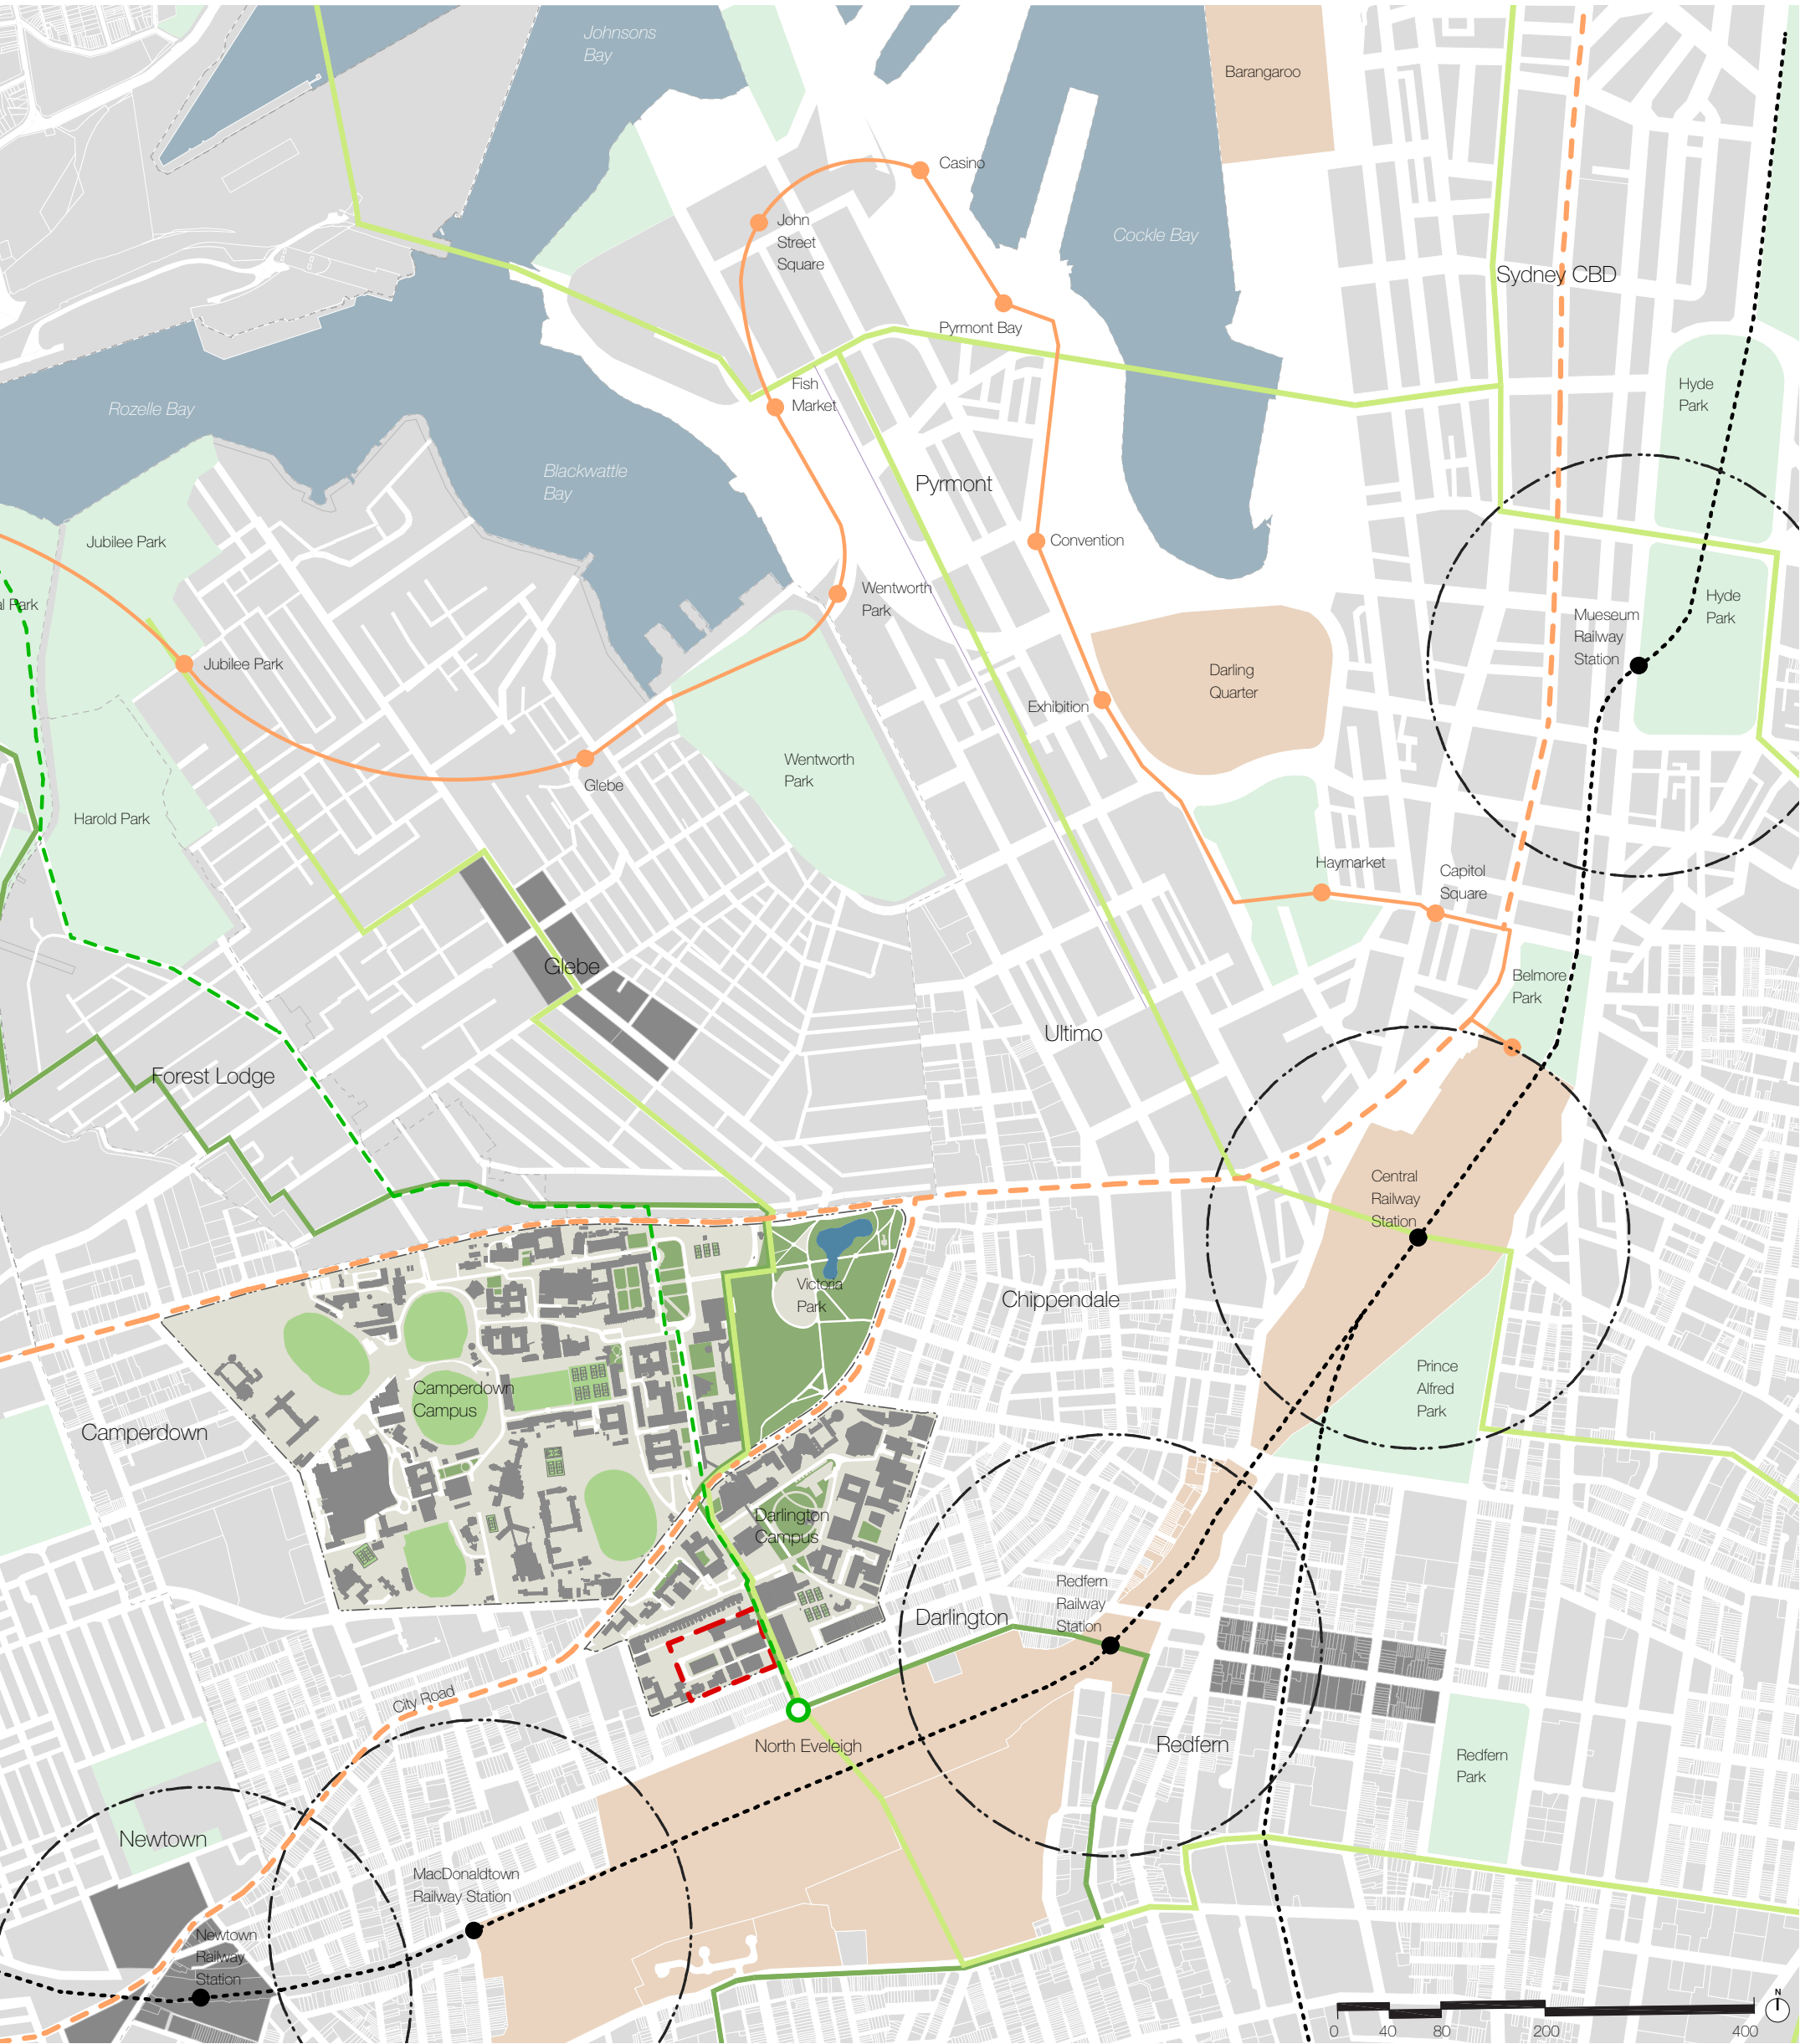 Johnsons
Bay
Barangaroo
Casino
John
Street
Square
Cockle Bay
Sydney CBD
Pyrmont Bay
Fish
Market
Hyde
Park
Rozelle Bay
Blackwattle
Bay
Pyrmont
Jubilee Park
Convention
al Park
Wentworth
Park
Hyde
Park
Mueseum
Railway
Station
Jubilee Park
Darling
Quarter
Exhibition
Wentworth
Park
Glebe
Harold Park
Haymarket
Capitol
Square
Glebe
Belmore
Park
Ultimo
Forest Lodge
Central
Railway
Station
Victoria
Park
Chippendale
Prince
Alfred
Park
Camperdown
Campus
Camperdown
Darlington
Campus
Redfern
Railway
Station
Darlington
City Road
North Eveleigh
Redfern
Redfern
Park
Newtown
MacDonaldtown
Railway Station
Newtown
Railway
Station
N
0 40 80 200 400